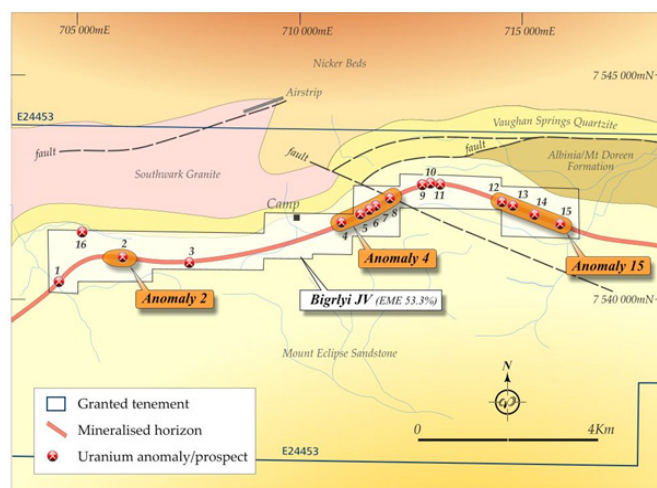 705 000mE
710 000mE
715 000mE
Nicker Beds
7 545 000mN
Airstrip
E24453
Vaughan Springs Quartzite
fault
fault
fault
Southwark Granite
Albinia/Mt Doreen
Formation
10
9
11
Camp
12
13
14
15
16
4
5
6
7
8
1
2
3
Anomaly 4
Anomaly 15
Anomaly 2
Bigrlyi JV (EME 53.3%)
7 540 000mN
Mount Eclipse Sandstone
N
Granted tenement
Mineralised horizon
Uranium anomaly/prospect
0
4Km
E24453